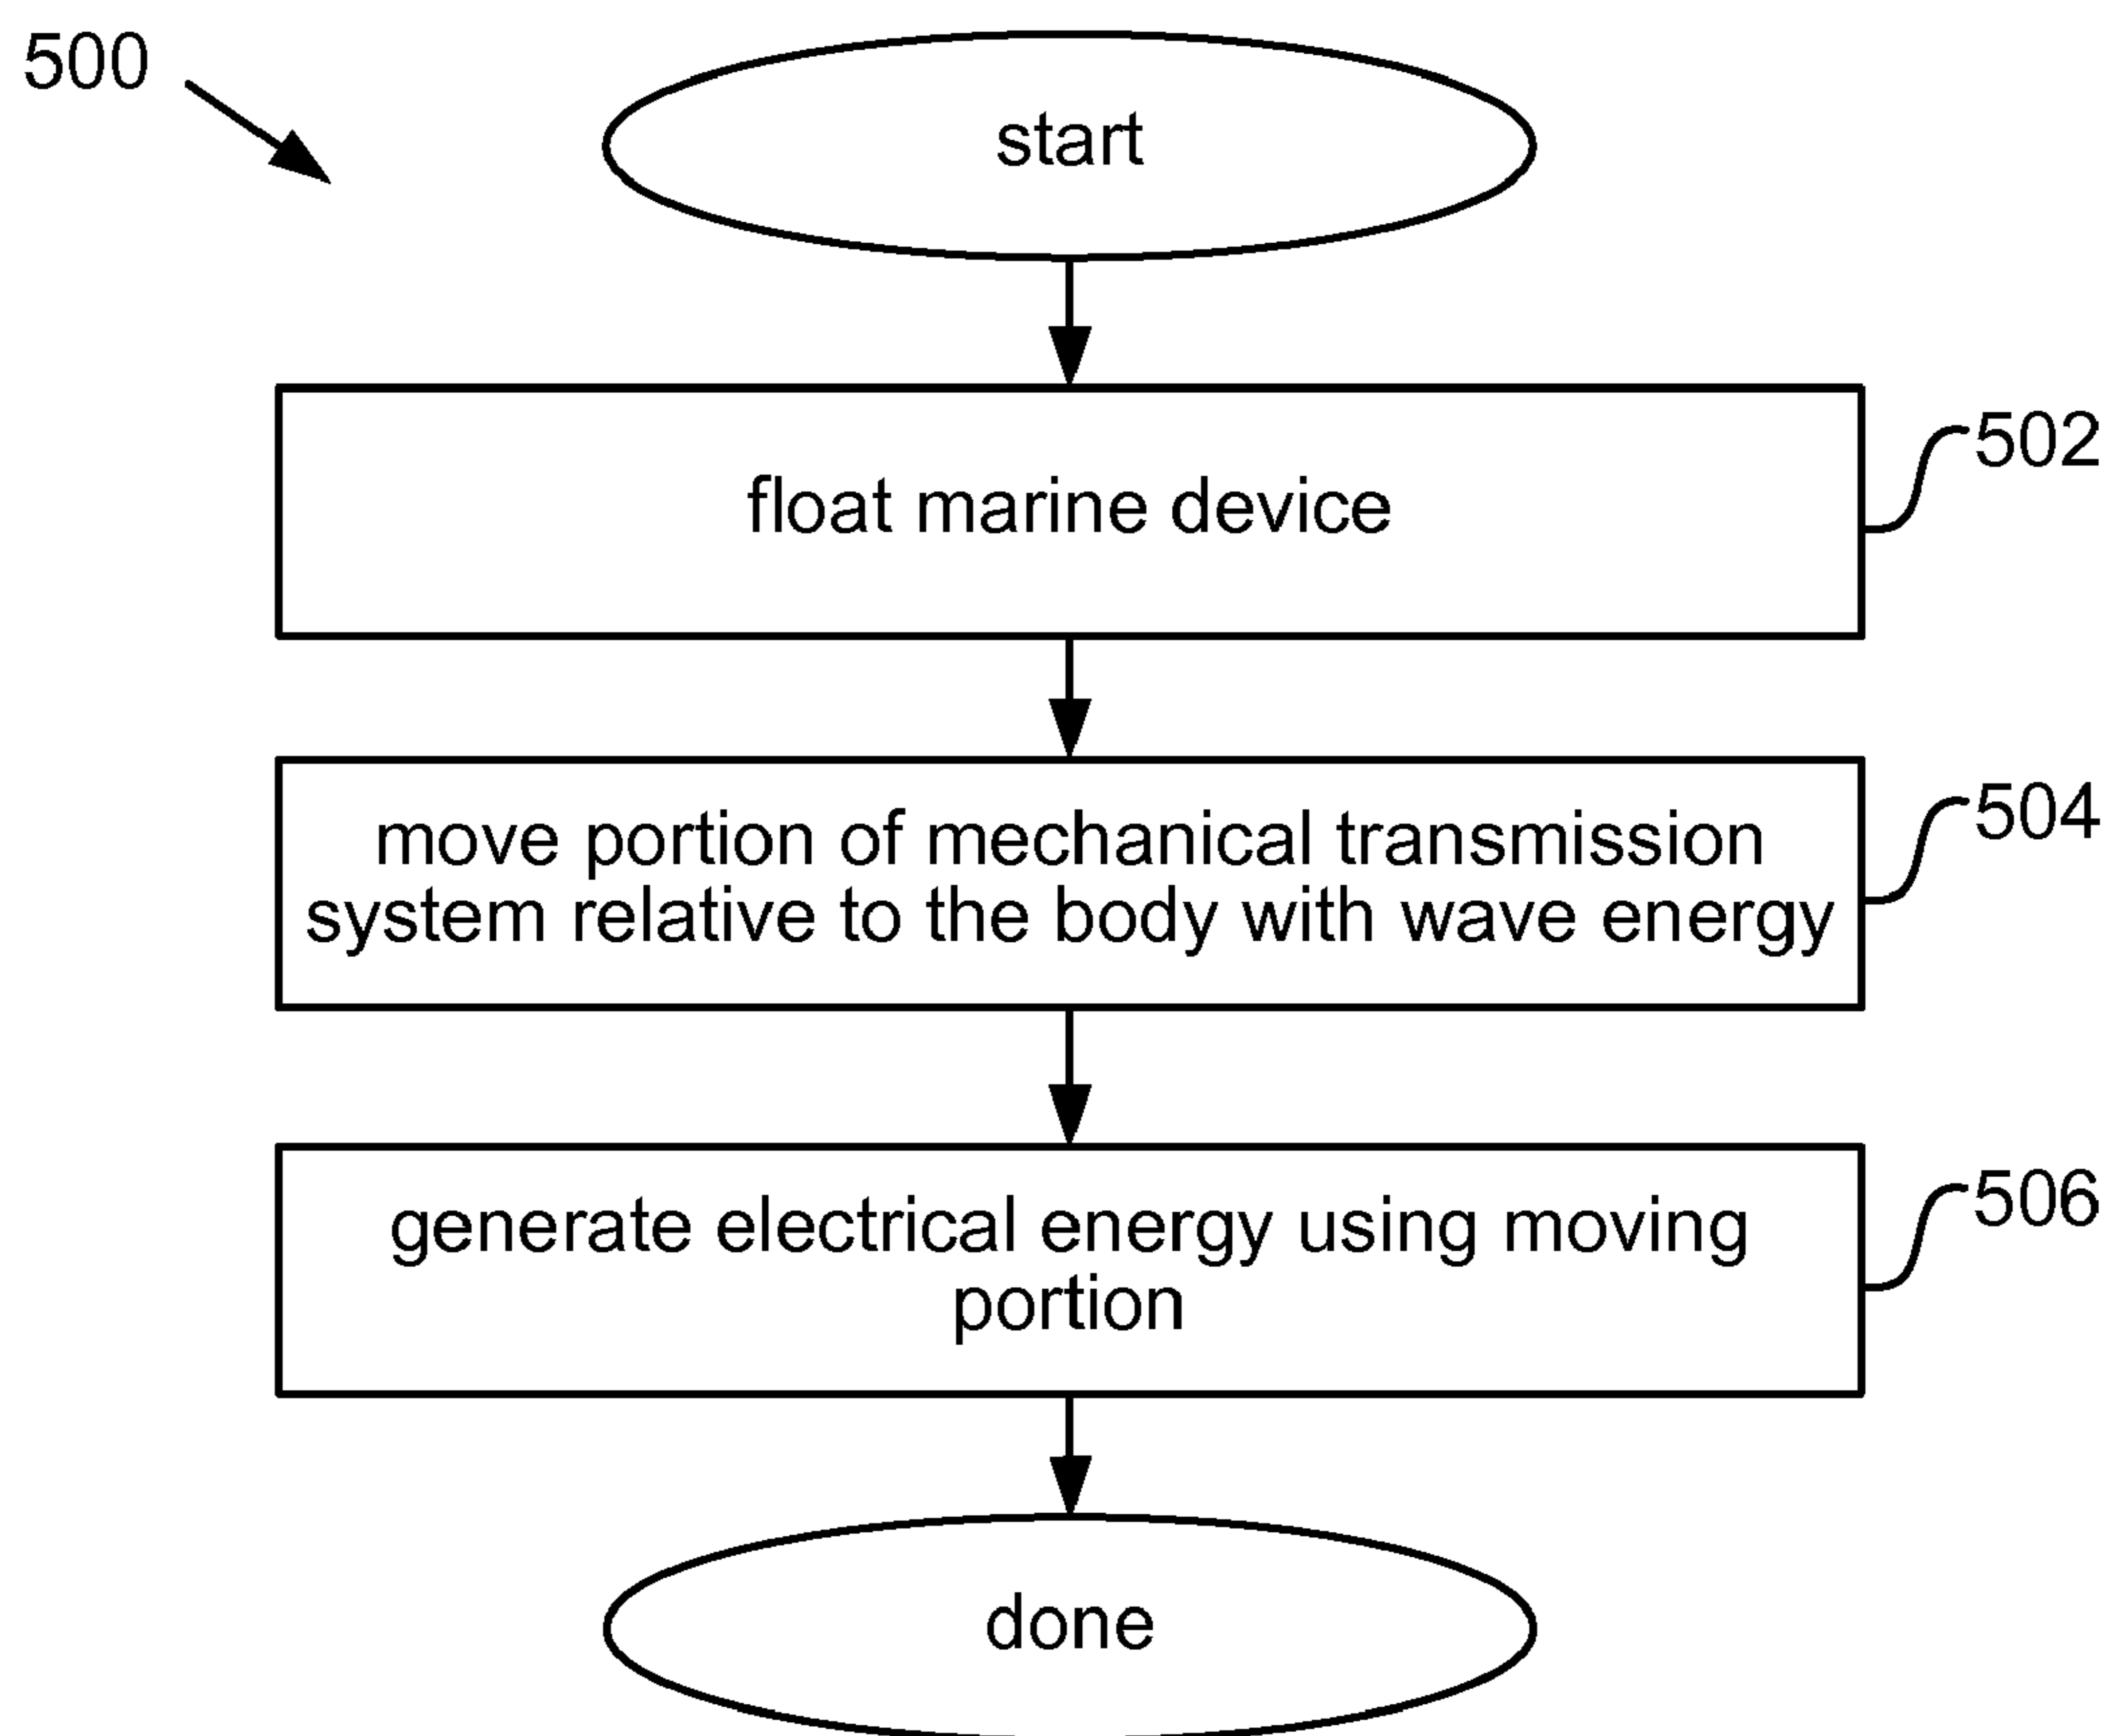 500
start
float marine device
502
move portion of mechanical transmission
system relative to the body with wave energy
504
generate electrical energy using moving
portion
506
done